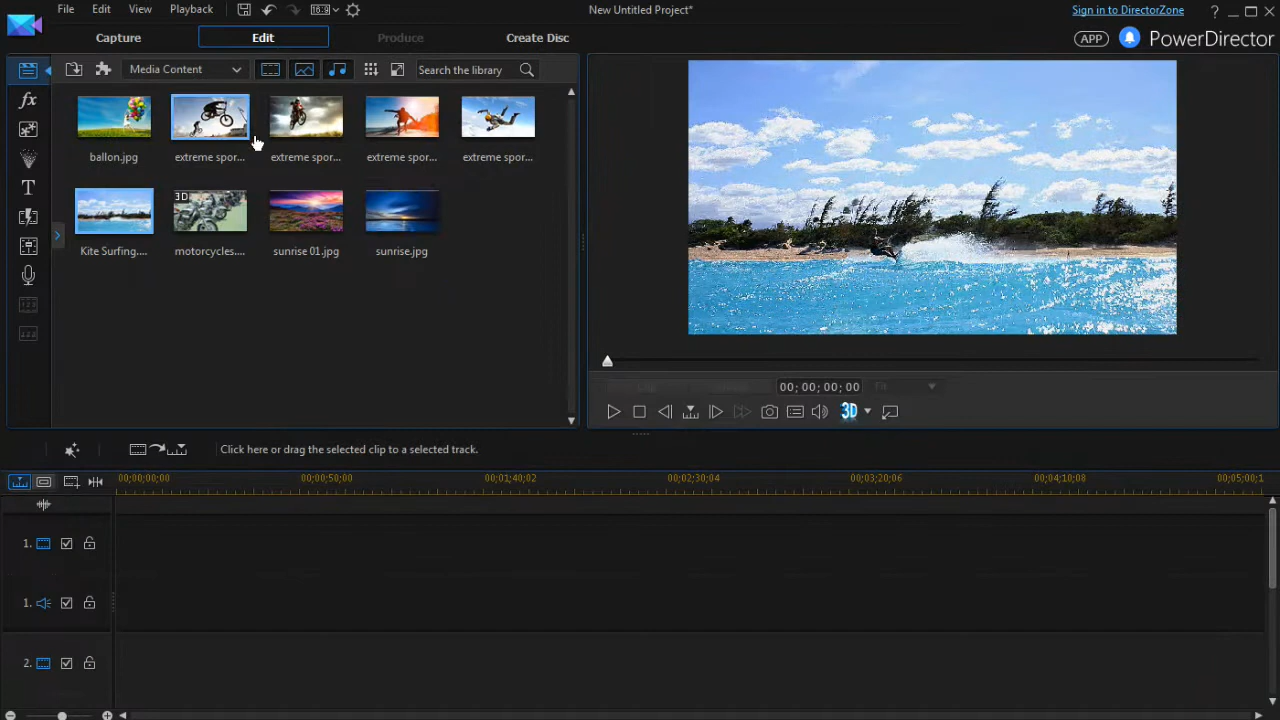 File Edit View Playback New Untitled Project* Sign in to DirectorZone ?
Capture Edit Produce Create Disc APP PowerDirector
Media Content Search the library
ballon.jpg extreme spor... extreme spor... extreme spor... extreme spor...
3D
Kite Surfing.... motorcycles.... sunrise 01.jpg sunrise.jpg
fx
T
00; 00; 00; 00 Fit
3D
Click here or drag the selected clip to a selected track.
00;00;00;00 00;00;50;00 00;01;40;02 00;02;30;04 00;03;20;06 00;04;10;08 00;05;00;1
1.
1.
2.